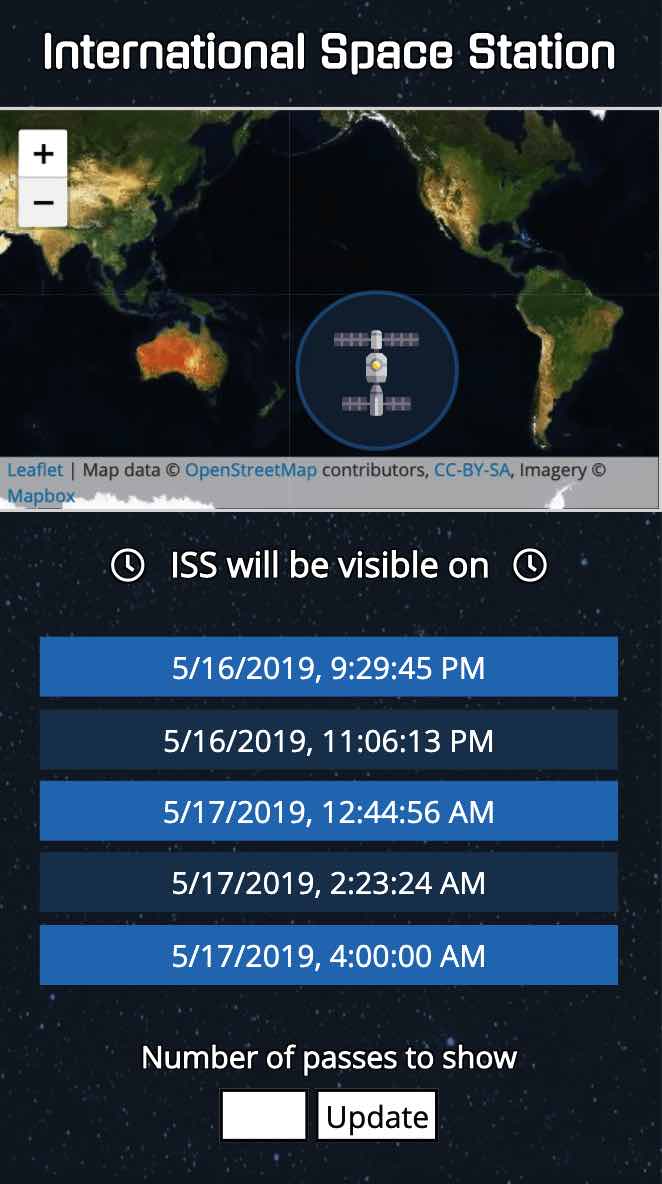 International Space Station
+
−
Leaflet | Map data © OpenStreetMap contributors, CC-BY-SA, Imagery ©
Mapbox
ISS will be visible on
5/16/2019, 9:29:45 PM
5/16/2019, 11:06:13 PM
5/17/2019, 12:44:56 AM
5/17/2019, 2:23:24 AM
5/17/2019, 4:00:00 AM
Number of passes to show
Update